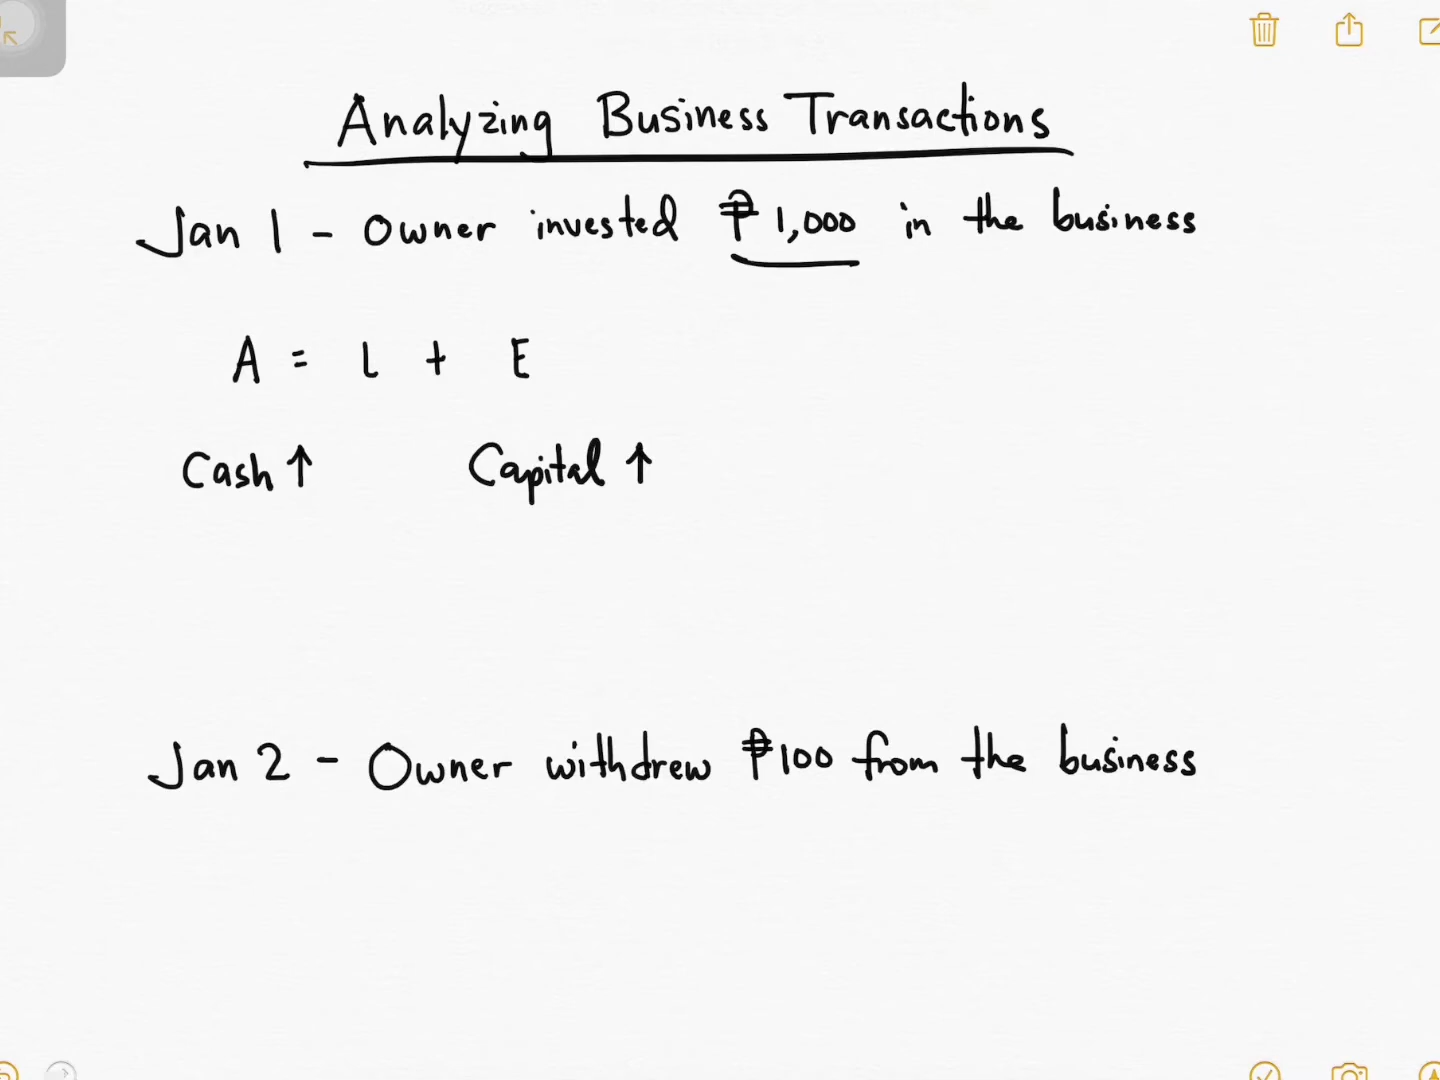 Analyzing Business Transactions
Jan 1 - Owner invested ₱1,000 in the business
A = L + E
Cash ↑ Capital ↑
Jan 2 - Owner withdrew ₱100 from the business